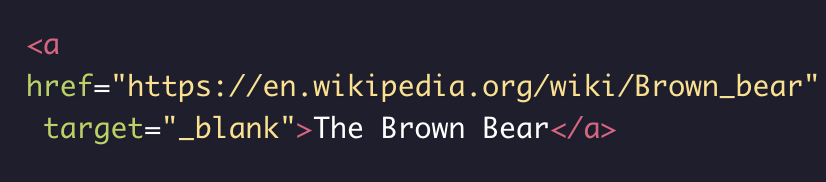 <a
href="https://en.wikipedia.org/wiki/Brown_bear"
target="_blank">The Brown Bear</a>